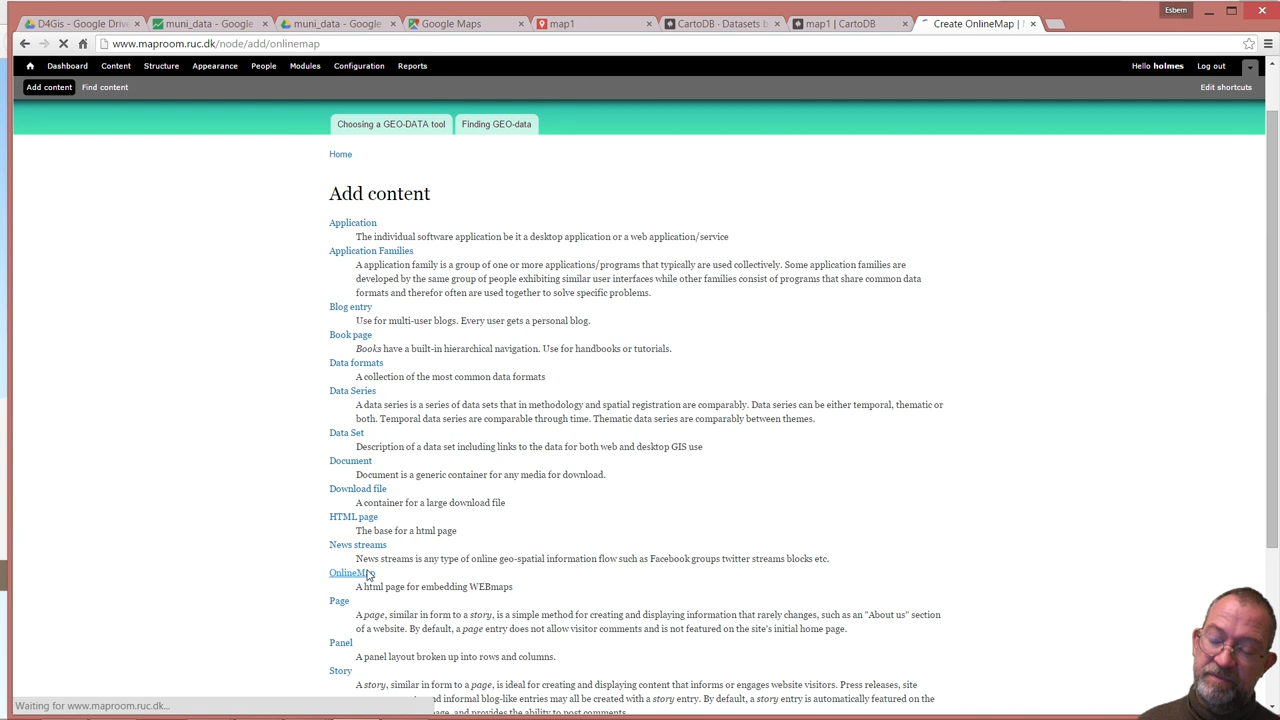 Esbern
D4Gis - Google Driv
muni_data - Google
muni_data - Google
Google Maps
map1
CartoDB - Datasets b
map1 | CartoDB
Create OnlineMap |
www.maproom.ruc.dk/node/add/onlinemap
Dashboard Content Structure Appearance People Modules Configuration Reports
Hello holmes Log out
Add content Find content
Edit shortcuts
Choosing a GEO-DATA tool Finding GEO-data
Home
Add content
Application
The individual software application be it a desktop application or a web application/service
Application Families
A application family is a group of one or more applications/programs that typically are used collectively. Some application families are
developed by the same group of people exhibiting similar user interfaces while other families consist of programs that share common data
formats and therefor often are used together to solve specific problems.
Blog entry
Use for multi-user blogs. Every user gets a personal blog.
Book page
Books have a built-in hierarchical navigation. Use for handbooks or tutorials.
Data formats
A collection of the most common data formats
Data Series
A data series is a series of data sets that in methodology and spatial registration are comparably. Data series can be either temporal, thematic or
both. Temporal data series are comparable through time. Thematic data series are comparably between themes.
Data Set
Description of a data set including links to the data for both web and desktop GIS use
Document
Document is a generic container for any media for download.
Download file
A container for a large download file
HTML page
The base for a html page
News streams
News streams is any type of online geo-spatial information flow such as Facebook groups twitter streams blocks etc.
OnlineMap
A html page for embedding WEBmaps
Page
A page, similar in form to a story, is a simple method for creating and displaying information that rarely changes, such as an "About us" section
of a website. By default, a page entry does not allow visitor comments and is not featured on the site's initial home page.
Panel
A panel layout broken up into rows and columns.
Story
A story, similar in form to a page, is ideal for creating and displaying content that informs or engages website visitors. Press releases, site
and informal blog-like entries may all be created with a story entry. By default, a story entry is automatically featured on the
page, and provides the ability to post comments.
Waiting for www.maproom.ruc.dk...